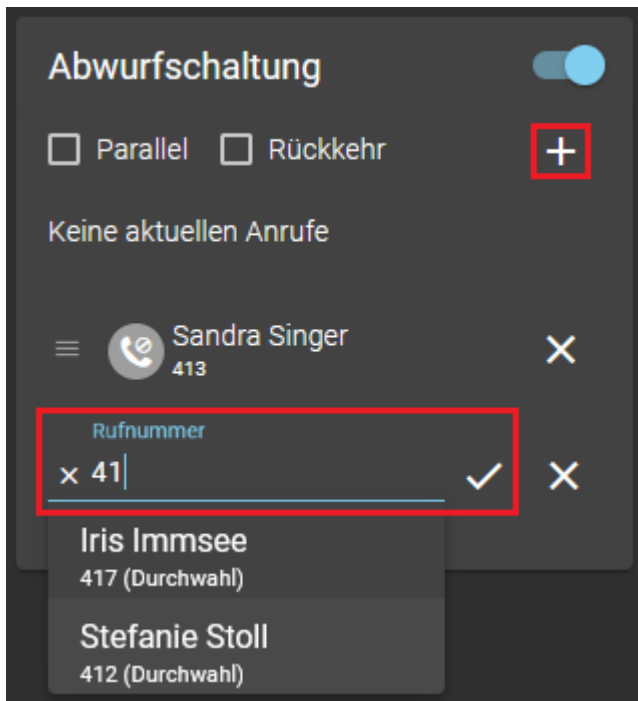 Abwurfschaltung
Parallel Rückkehr
Keine aktuellen Anrufe
Sandra Singer
413
Rufnummer
41
Iris Immsee
417 (Durchwahl)
Stefanie Stoll
412 (Durchwahl)